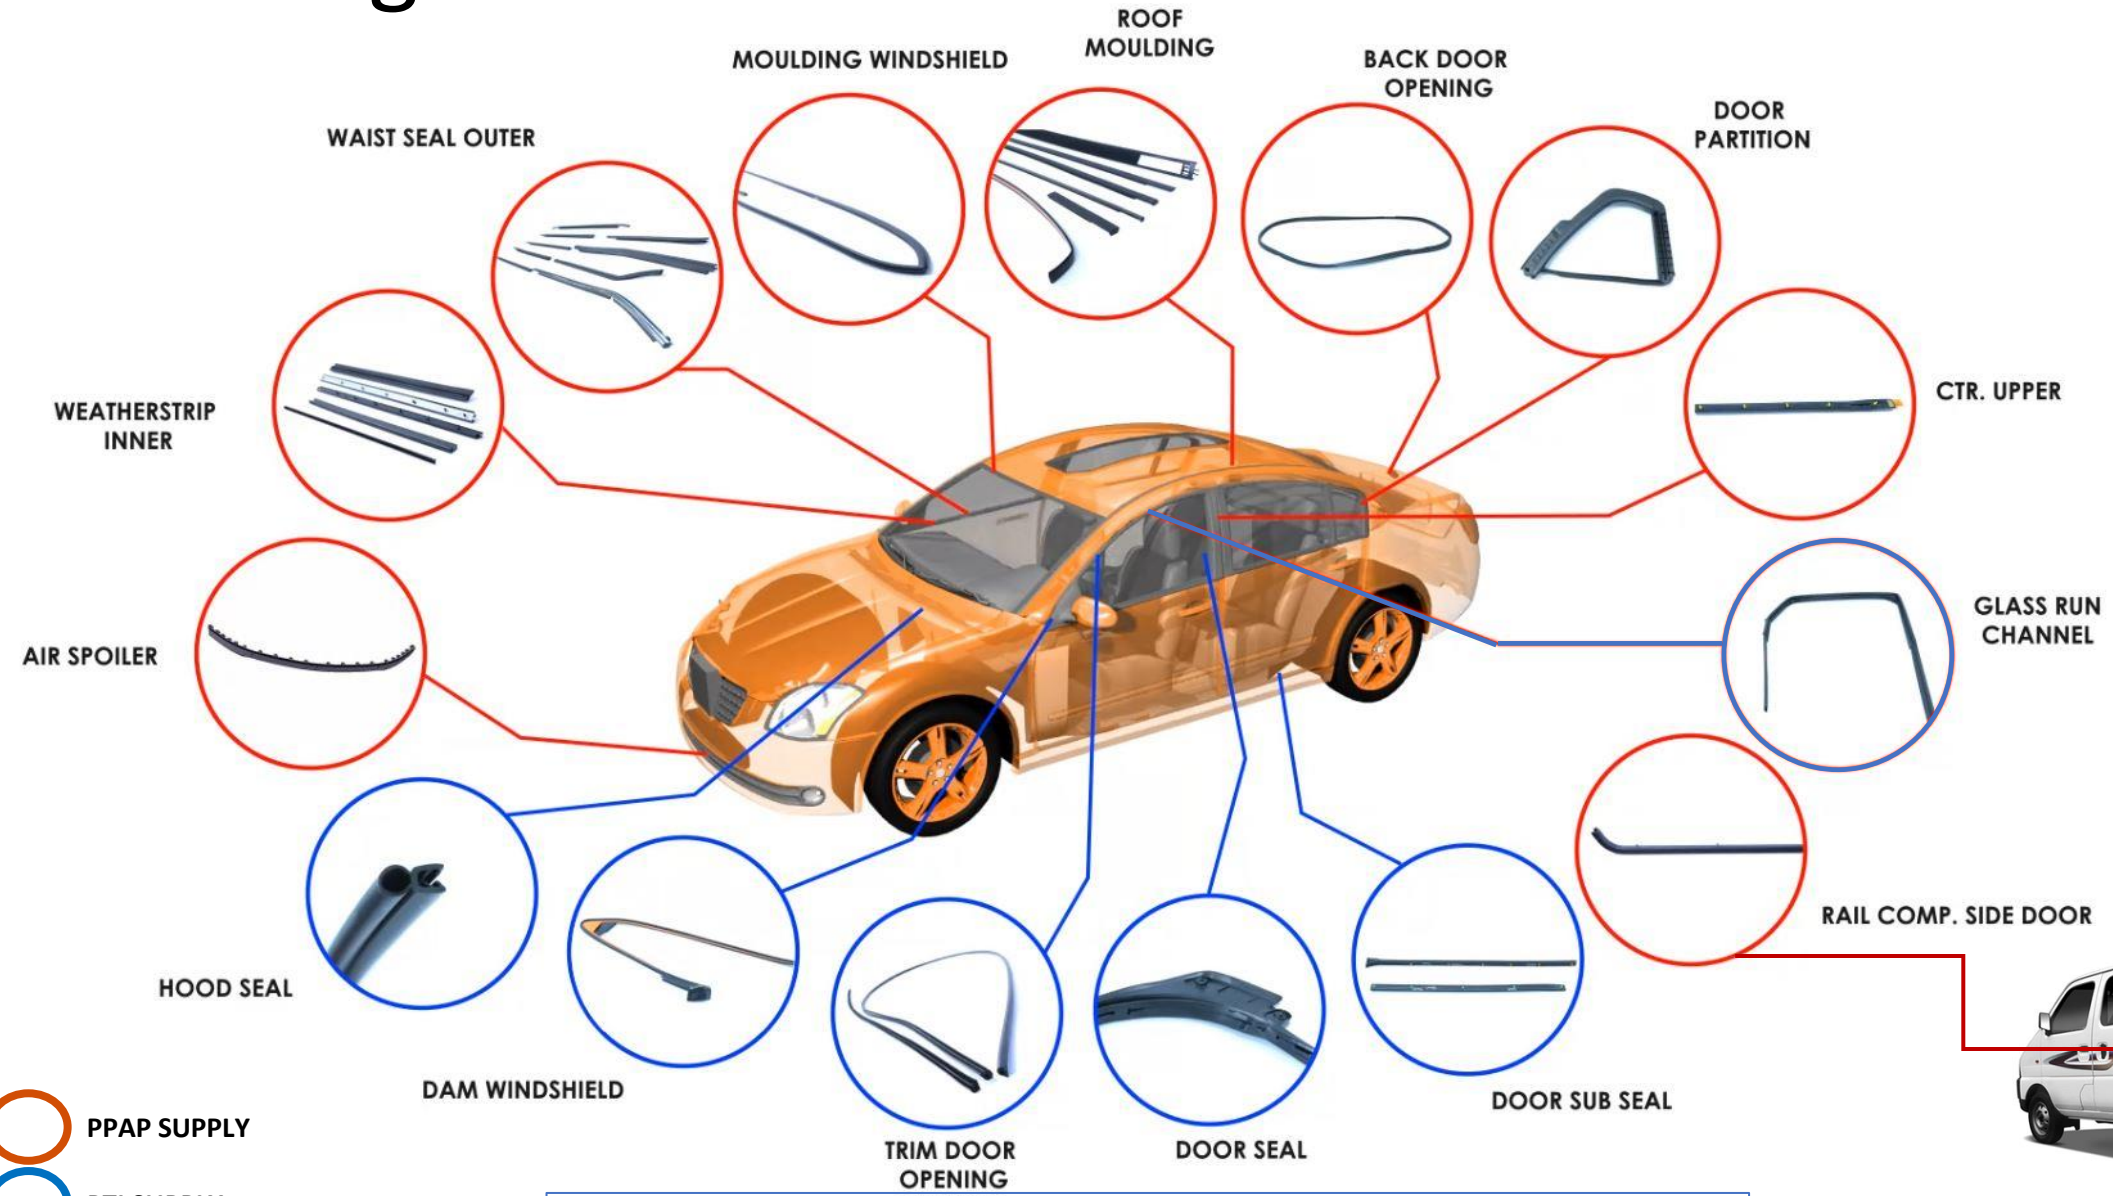 ROOF
MOULDING
MOULDING WINDSHIELD
BACK DOOR
OPENING
DOOR
PARTITION
WAIST SEAL OUTER
CTR. UPPER
WEATHERSTRIP
INNER
GLASS RUN
CHANNEL
AIR SPOILER
RAIL COMP. SIDE DOOR
HOOD SEAL
DAM WINDSHIELD
DOOR SUB SEAL
PPAP SUPPLY
TRIM DOOR
OPENING
DOOR SEAL